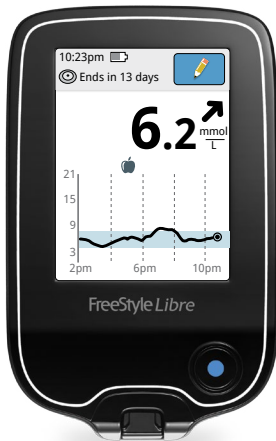 10:23pm
Ends in 13 days
6.2 mmol
L
21
15
9
3
2pm 6pm 10pm
FreeStyle Libre